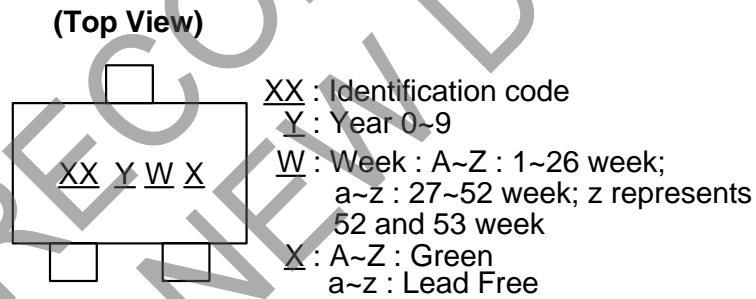 (Top View)
XX : Identification code
Y : Year 0~9
XX Y W X
W : Week : A~Z : 1~26 week;
a~z : 27~52 week; z represents
52 and 53 week
X : A~Z : Green
a~z : Lead Free